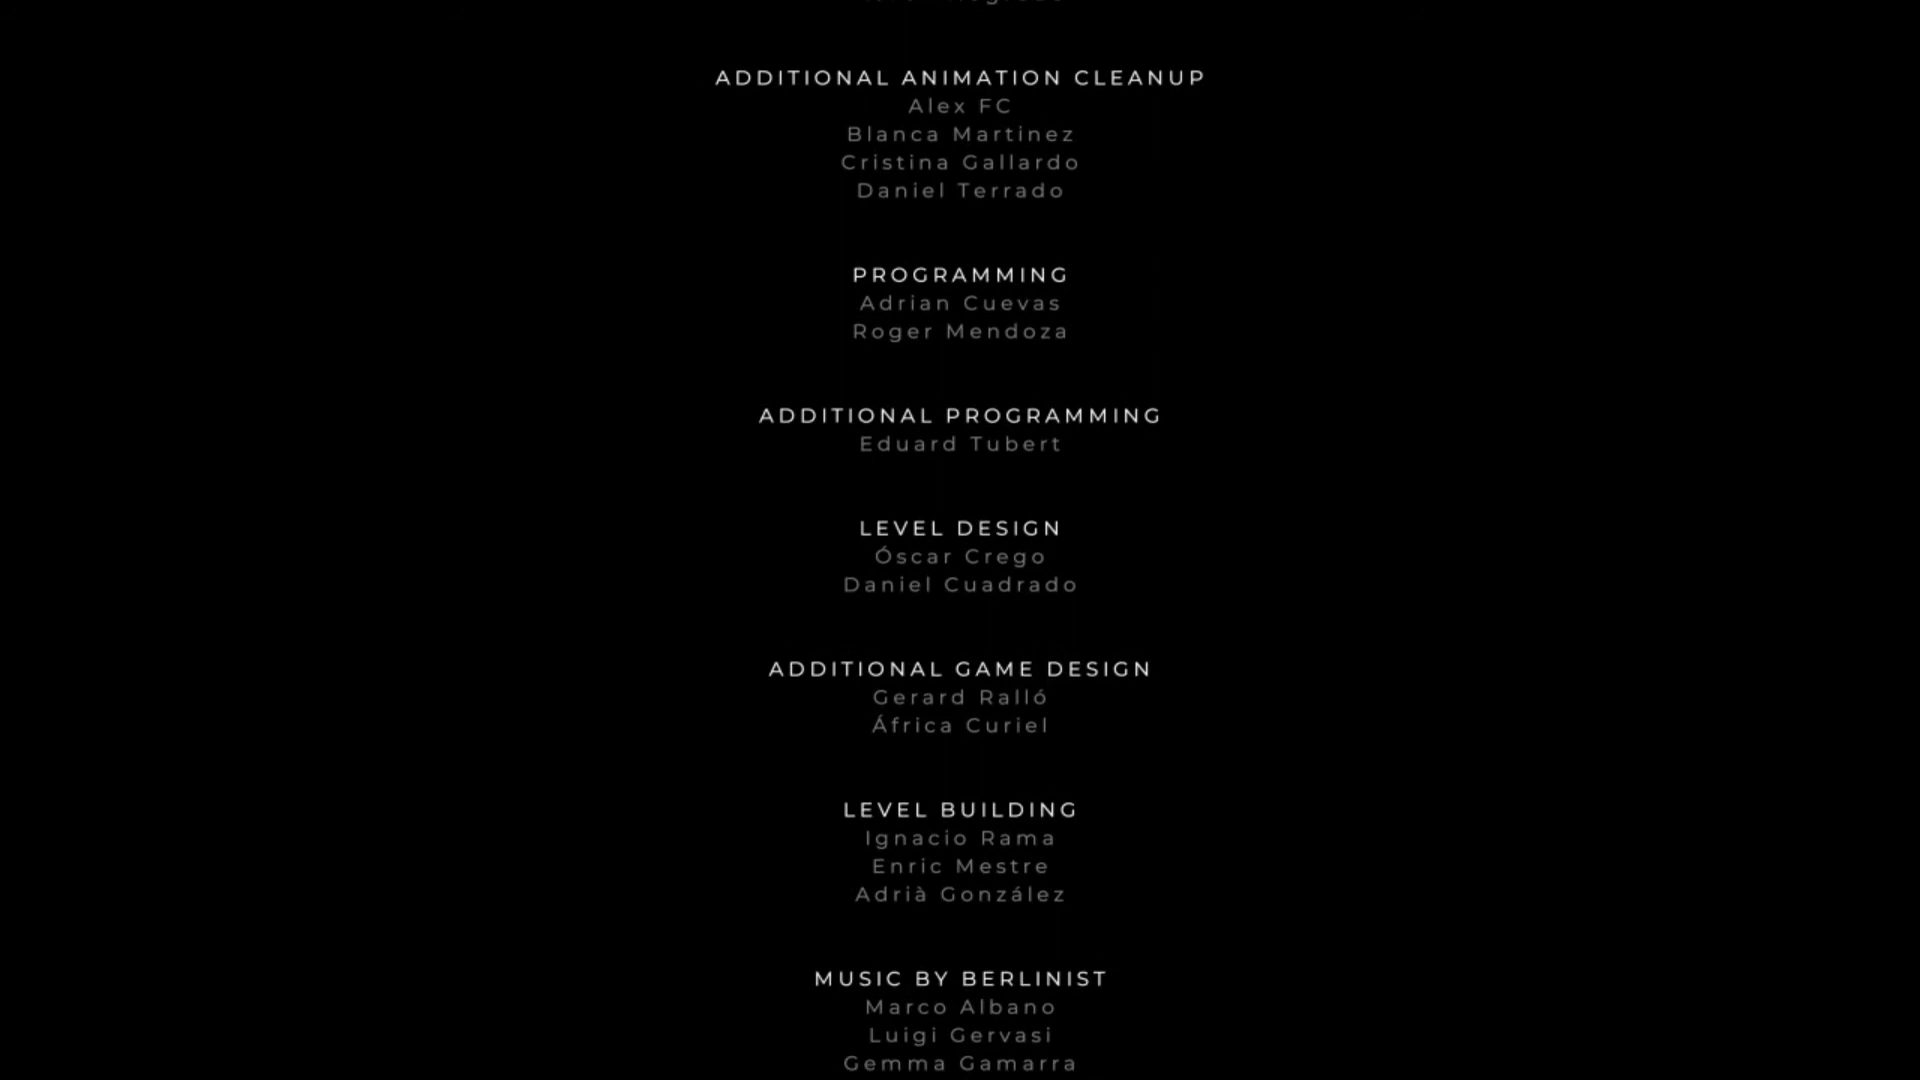 ADDITIONAL ANIMATION CLEANUP
Alex FC
Blanca Martinez
Cristina Gallardo
Daniel Terrado
PROGRAMMING
Adrian Cuevas
Roger Mendoza
ADDITIONAL PROGRAMMING
Eduard Tubert
LEVEL DESIGN
Óscar Crego
Daniel Cuadrado
ADDITIONAL GAME DESIGN
Gerard Ralló
África Curiel
LEVEL BUILDING
Ignacio Rama
Enric Mestre
Adrià González
MUSIC BY BERLINIST
Marco Albano
Luigi Gervasi
Gemma Gamarra